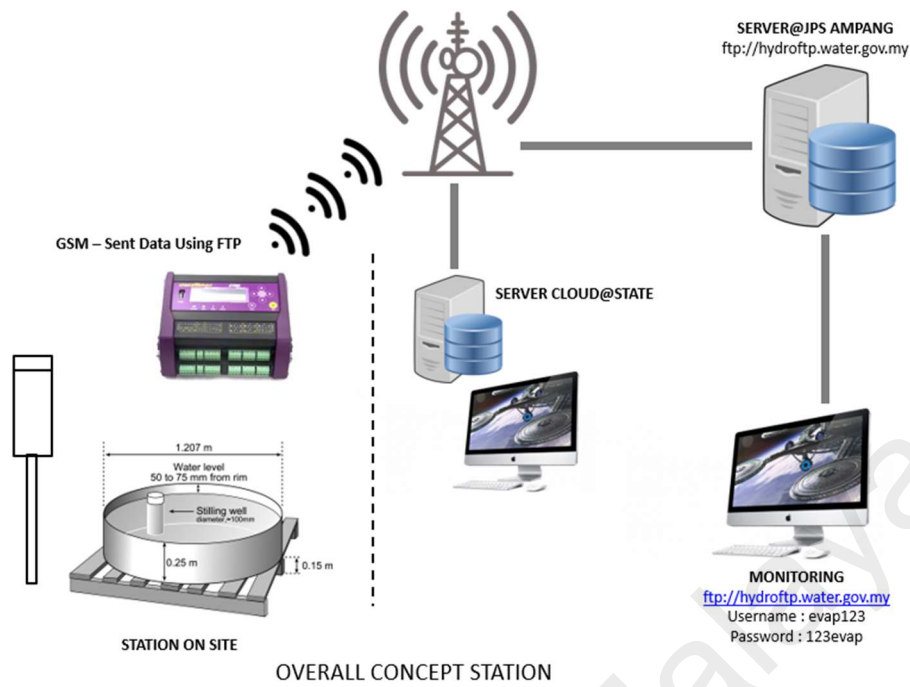 SERVER@JPS AMPANG
ftp://hydroftp.water.gov.my
GSM – Sent Data Using FTP
SERVER CLOUD@STATE
1.207 m
Water level
50 to 75 mm from rim
Stilling well
diameter,=100mm
0.25 m
0.15 m
STATION ON SITE
MONITORING
ftp://hydroftp.water.gov.my
Username : evap123
Password : 123evap
OVERALL CONCEPT STATION